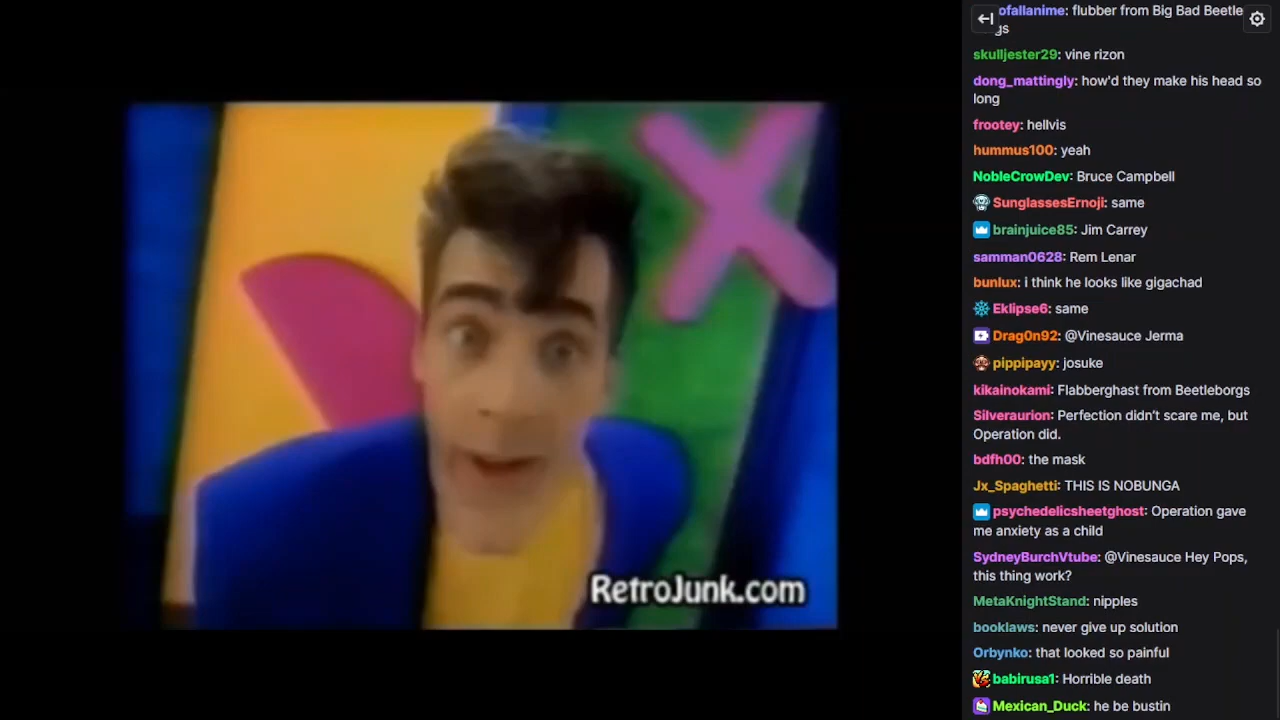 ofallanime: flubber from Big Bad Beetle
gs
skulljester29: vine rizon
dong_mattingly: how'd they make his head so
long
frootey: hellvis
hummus100: yeah
NobleCrowDev: Bruce Campbell
SunglassesErnoji: same
brainjuice85: Jim Carrey
samman0628: Rem Lenar
bunlux: i think he looks like gigachad
Eklipse6: same
Drag0n92: @Vinesauce Jerma
pippipayy: josuke
kikainokami: Flabberghast from Beetleborgs
Silveraurion: Perfection didn't scare me, but
Operation did.
bdfh00: the mask
Jx_Spaghetti: THIS IS NOBUNGA
psychedelicsheetghost: Operation gave
me anxiety as a child
SydneyBurchVtube: @Vinesauce Hey Pops,
this thing work?
MetaKnightStand: nipples
booklaws: never give up solution
Orbynko: that looked so painful
babirusa1: Horrible death
Mexican_Duck: he be bustin
RetroJunk.com